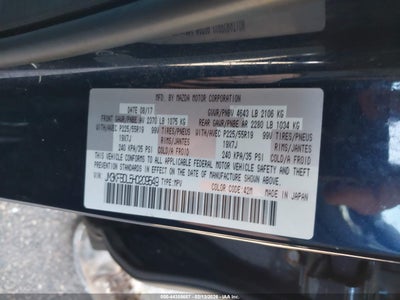 MFD. BY MAZDA MOTOR CORPORATION
DATE 08/17 GVWR/PNBV 4643 LB 2106 KG
FRONT GAWR/PNBE AV 2370 LB 1075 KG REAR GAWR/PNBE AR 2280 LB 1034 KG
WITH/AVEC P225/55R19 99V TIRES/PNEUS WITH/AVEC P225/55R19 99V TIRES/PNEUS
19X7J RIMS/JANTES 19X7J RIMS/JANTES
240 KPA/35 PSI COLD/A FROID 240 KPA/35 PSI COLD/A FROID
THIS VEHICLE CONFORMS TO ALL APPLICABLE FEDERAL MOTOR VEHICLE SAFETY, BUMPER, AND THEFT
PREVENTION STANDARDS IN EFFECT ON THE DATE OF MANUFACTURE SHOWN ABOVE.
VIN: TYPE: MPV
COLOR CODE: 42M MADE IN JAPAN